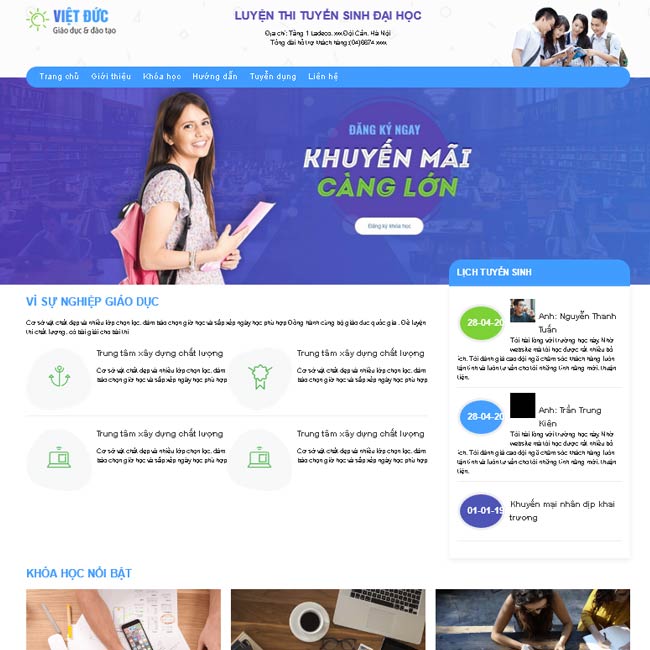 VIỆT ĐỨC
Giáo dục & đào tạo
LUYỆN THI TUYỂN SINH ĐẠI HỌC
Địa chỉ: Tầng 1 Ladeco. xxx Đội Cấn, Hà Nội
Tổng đài hỗ trợ khách hàng:(04)6674 xxxx
Trang chủ Giới thiệu Khóa học Hướng dẫn Tuyển dụng Liên hệ
ĐĂNG KÝ NGAY
KHUYẾN MÃI
CÀNG LỚN
Đăng ký khóa học
LỊCH TUYỂN SINH
VÌ SỰ NGHIỆP GIÁO DỤC
Cơ sở vật chất đẹp và nhiều lớp chọn lọc, đảm bảo chọn giờ học và sắp xếp ngày học phù hợp Đồng hành cùng bộ giáo dục quốc gia . Đề luyện
thi chất lượng , có bài giải cho bài thi
Trung tâm xây dựng chất lượng
Cơ sở vật chất đẹp và nhiều lớp chọn lọc, đảm
bảo chọn giờ học và sắp xếp ngày học phù hợp
Trung tâm xây dựng chất lượng
Cơ sở vật chất đẹp và nhiều lớp chọn lọc, đảm
bảo chọn giờ học và sắp xếp ngày học phù hợp
Trung tâm xây dựng chất lượng
Cơ sở vật chất đẹp và nhiều lớp chọn lọc, đảm
bảo chọn giờ học và sắp xếp ngày học phù hợp
Trung tâm xây dựng chất lượng
Cơ sở vật chất đẹp và nhiều lớp chọn lọc, đảm
bảo chọn giờ học và sắp xếp ngày học phù hợp
28-04-20
Anh: Nguyễn Thanh
Tuấn
Tôi hài lòng với trường học này. Nhờ
website mà tôi học được rất nhiều bổ
ích. Tôi đánh giá cao đội ngũ chăm sóc khách hàng luôn
tận tình và luôn tư vấn cho tôi những tính năng mới, thuận
tiện.
28-04-20
Anh: Trần Trung
Kiên
Tôi hài lòng với trường học này. Nhờ
website mà tôi học được rất nhiều bổ
ích. Tôi đánh giá cao đội ngũ chăm sóc khách hàng luôn
tận tình và luôn tư vấn cho tôi những tính năng mới, thuận
tiện.
01-01-19
Khuyến mại nhân dịp khai
trương
KHÓA HỌC NỔI BẬT